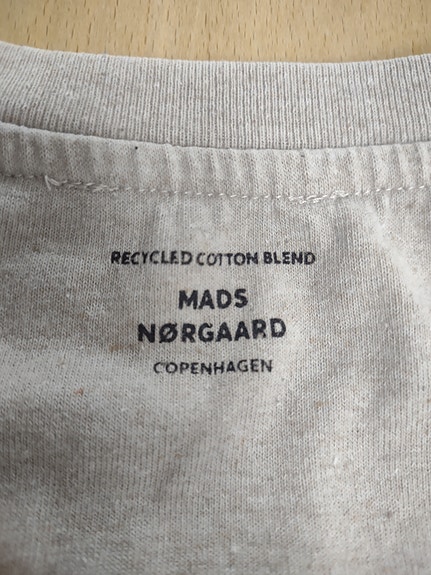 RECYCLED COTTON BLEND
MADS
NØRGAARD
COPENHAGEN